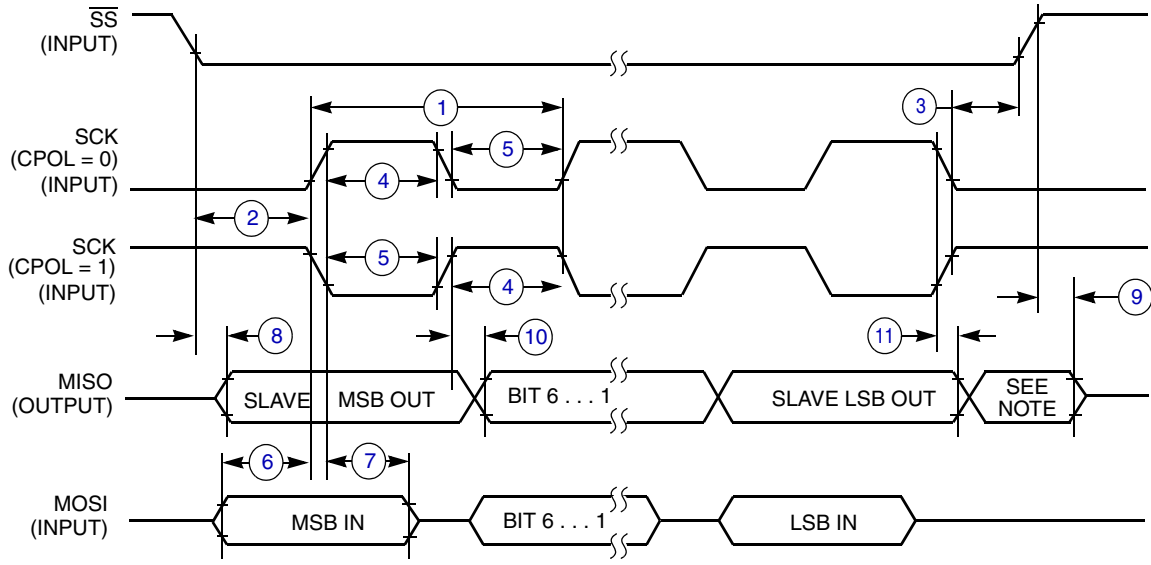 SS
(INPUT)
1
3
SCK
(CPOL = 0)
(INPUT)
5
4
2
SCK
(CPOL = 1)
(INPUT)
5
4
9
8
10
11
MISO
(OUTPUT)
SLAVE
MSB OUT
BIT 6 . . . 1
SLAVE LSB OUT
SEE
NOTE
6
7
MOSI
(INPUT)
MSB IN
BIT 6 . . . 1
LSB IN